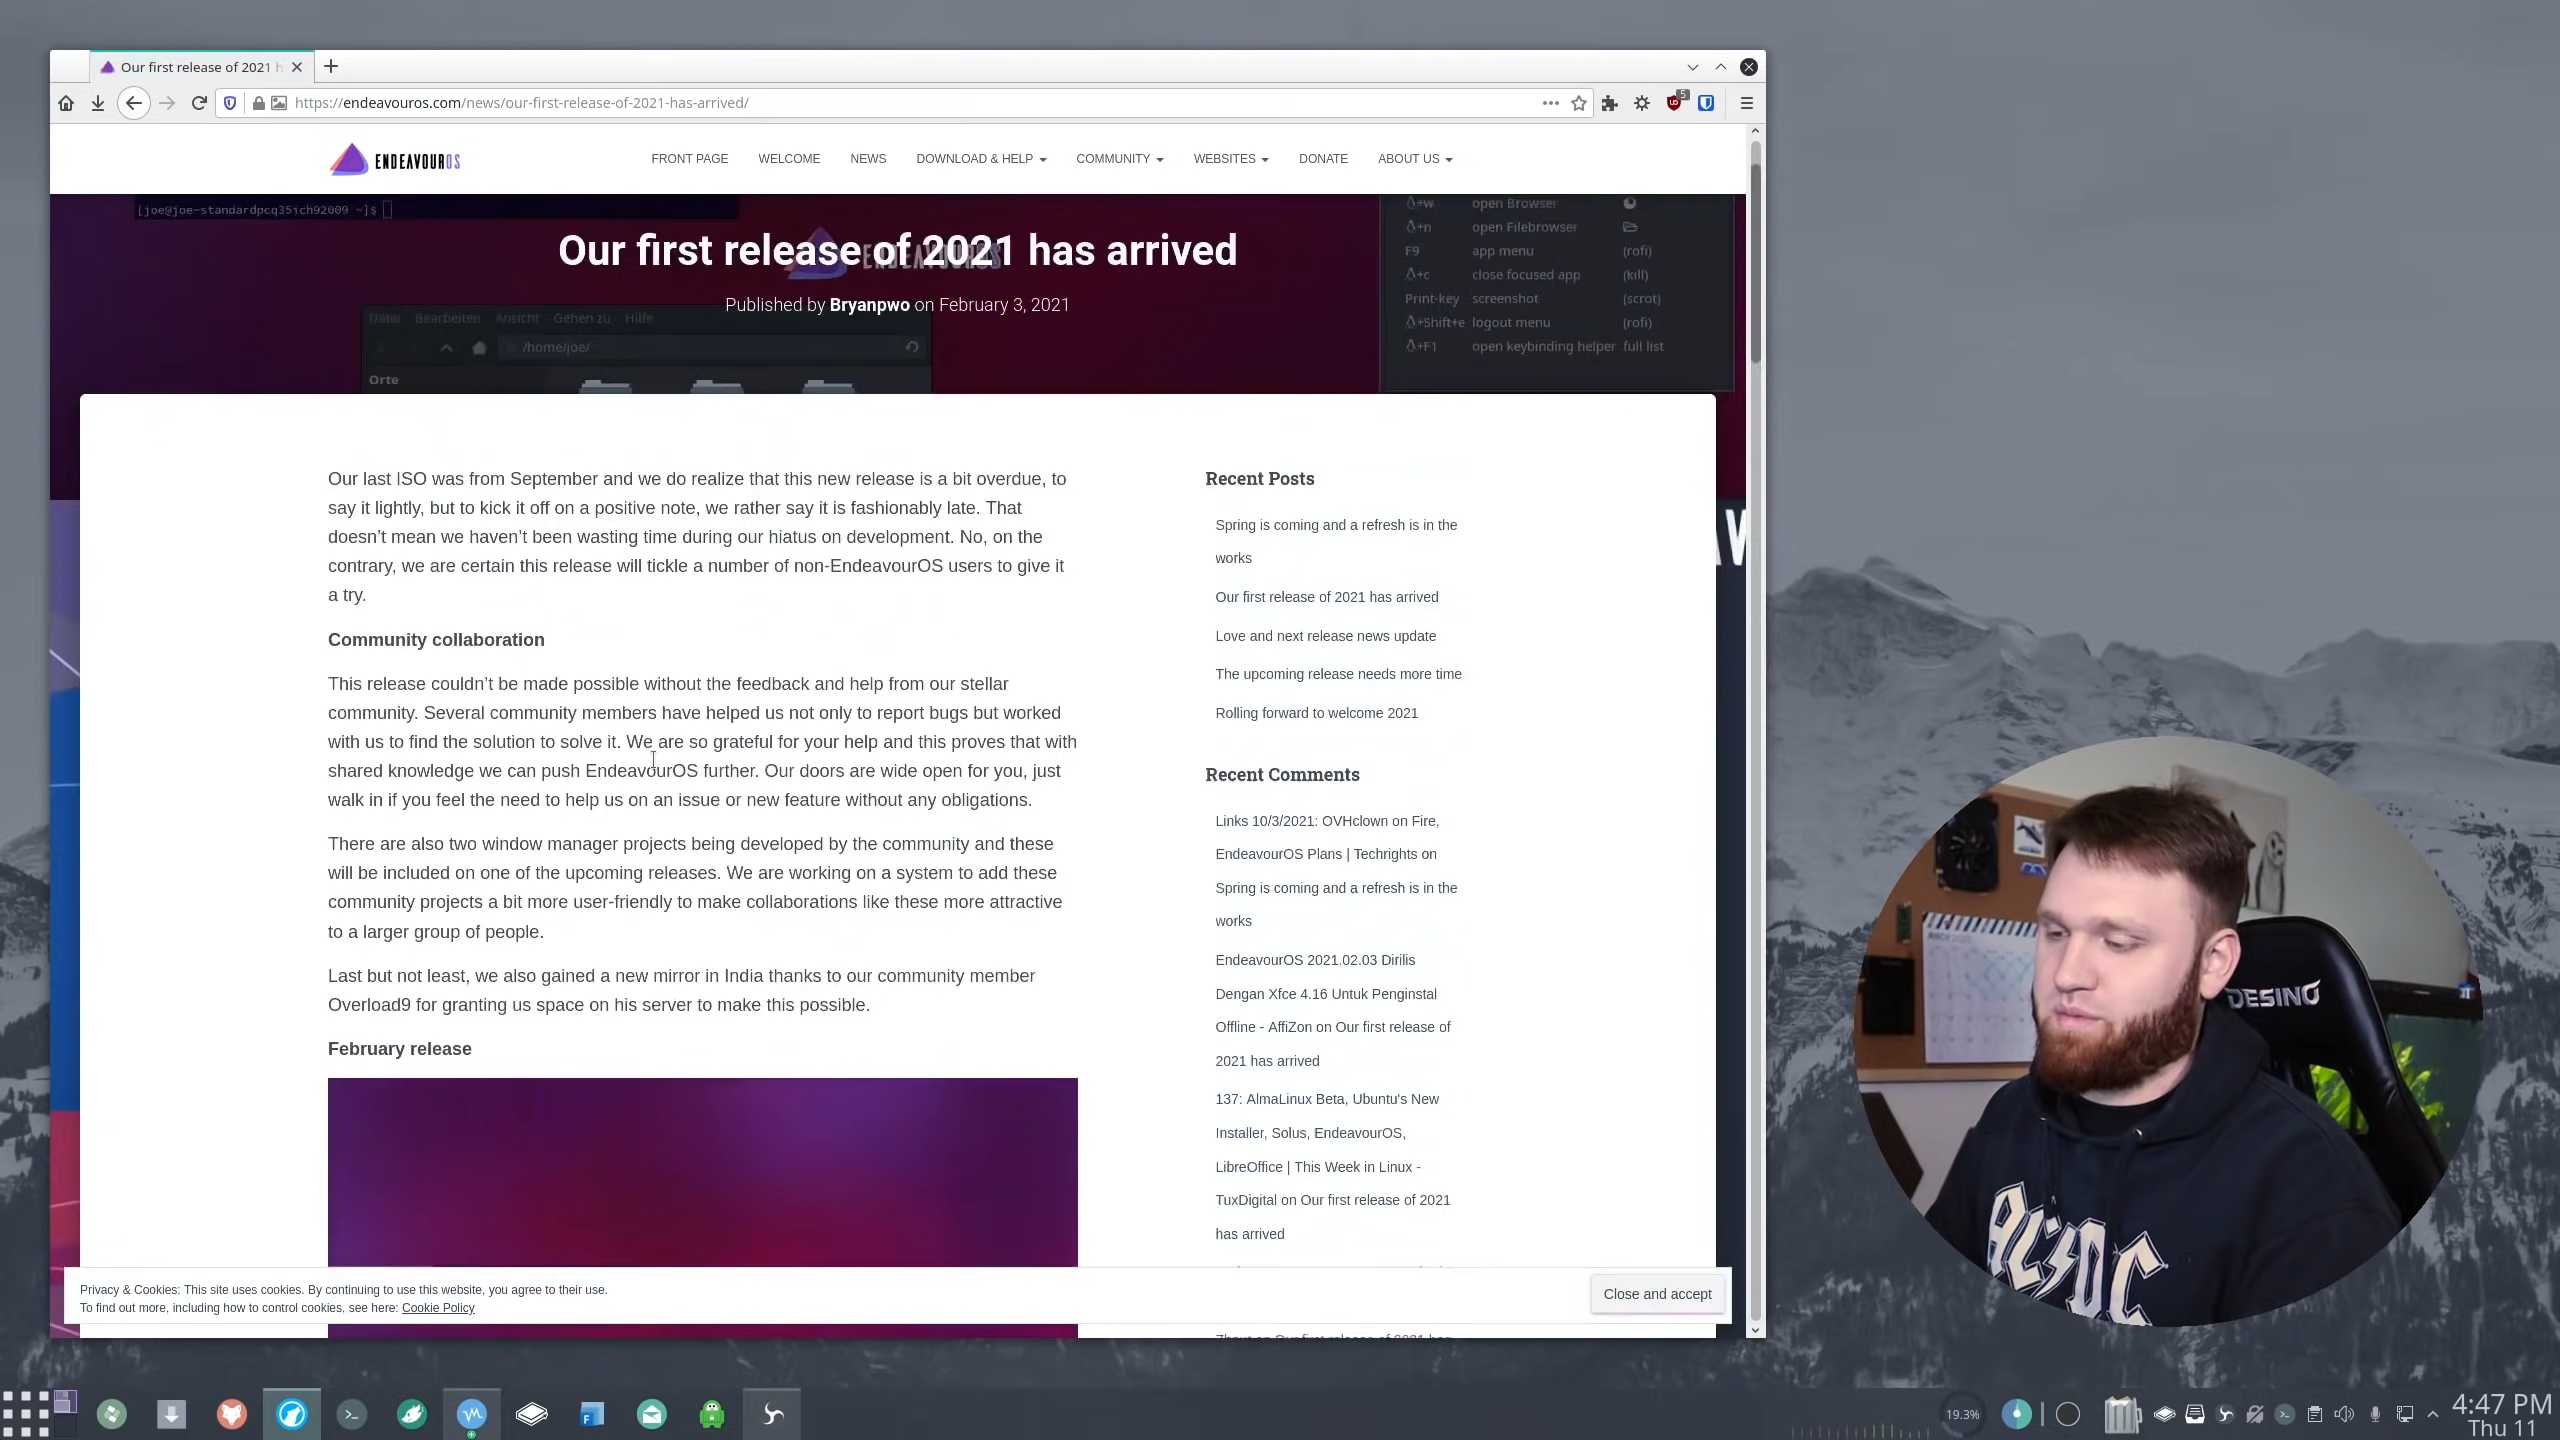 Our first release of 2021 h
https://endeavouros.com/news/our-first-release-of-2021-has-arrived/
5
ENDEAVOUROS
FRONT PAGE
WELCOME
NEWS
DOWNLOAD & HELP
COMMUNITY
WEBSITES
DONATE
ABOUT US
[joe@joe-standardpcq35ich92009 ~]$
Our first release of 2021 has arrived
Published by Bryanpwo on February 3, 2021
Datei Bearbeiten Ansicht Gehen zu Hilfe
/home/joe/
Orte
+w open Browser
+n open Filebrowser
F9 app menu (rofi)
+c close focused app (kill)
Print-key screenshot (scrot)
+Shift+e logout menu (rofi)
+F1 open keybinding helper full list
Our last ISO was from September and we do realize that this new release is a bit overdue, to
say it lightly, but to kick it off on a positive note, we rather say it is fashionably late. That
doesn’t mean we haven’t been wasting time during our hiatus on development. No, on the
contrary, we are certain this release will tickle a number of non-EndeavourOS users to give it
a try.
Community collaboration
This release couldn’t be made possible without the feedback and help from our stellar
community. Several community members have helped us not only to report bugs but worked
with us to find the solution to solve it. We are so grateful for your help and this proves that with
shared knowledge we can push EndeavourOS further. Our doors are wide open for you, just
walk in if you feel the need to help us on an issue or new feature without any obligations.
There are also two window manager projects being developed by the community and these
will be included on one of the upcoming releases. We are working on a system to add these
community projects a bit more user-friendly to make collaborations like these more attractive
to a larger group of people.
Last but not least, we also gained a new mirror in India thanks to our community member
Overload9 for granting us space on his server to make this possible.
February release
Recent Posts
Spring is coming and a refresh is in the
works
Our first release of 2021 has arrived
Love and next release news update
The upcoming release needs more time
Rolling forward to welcome 2021
Recent Comments
Links 10/3/2021: OVHclown on Fire,
EndeavourOS Plans | Techrights on
Spring is coming and a refresh is in the
works
EndeavourOS 2021.02.03 Dirilis
Dengan Xfce 4.16 Untuk Penginstal
Offline - AffiZon on Our first release of
2021 has arrived
137: AlmaLinux Beta, Ubuntu's New
Installer, Solus, EndeavourOS,
LibreOffice | This Week in Linux -
TuxDigital on Our first release of 2021
has arrived
Privacy & Cookies: This site uses cookies. By continuing to use this website, you agree to their use.
To find out more, including how to control cookies, see here: Cookie Policy
Close and accept
DESINO
AC/DC
19.3%
4:47 PM
Thu 11